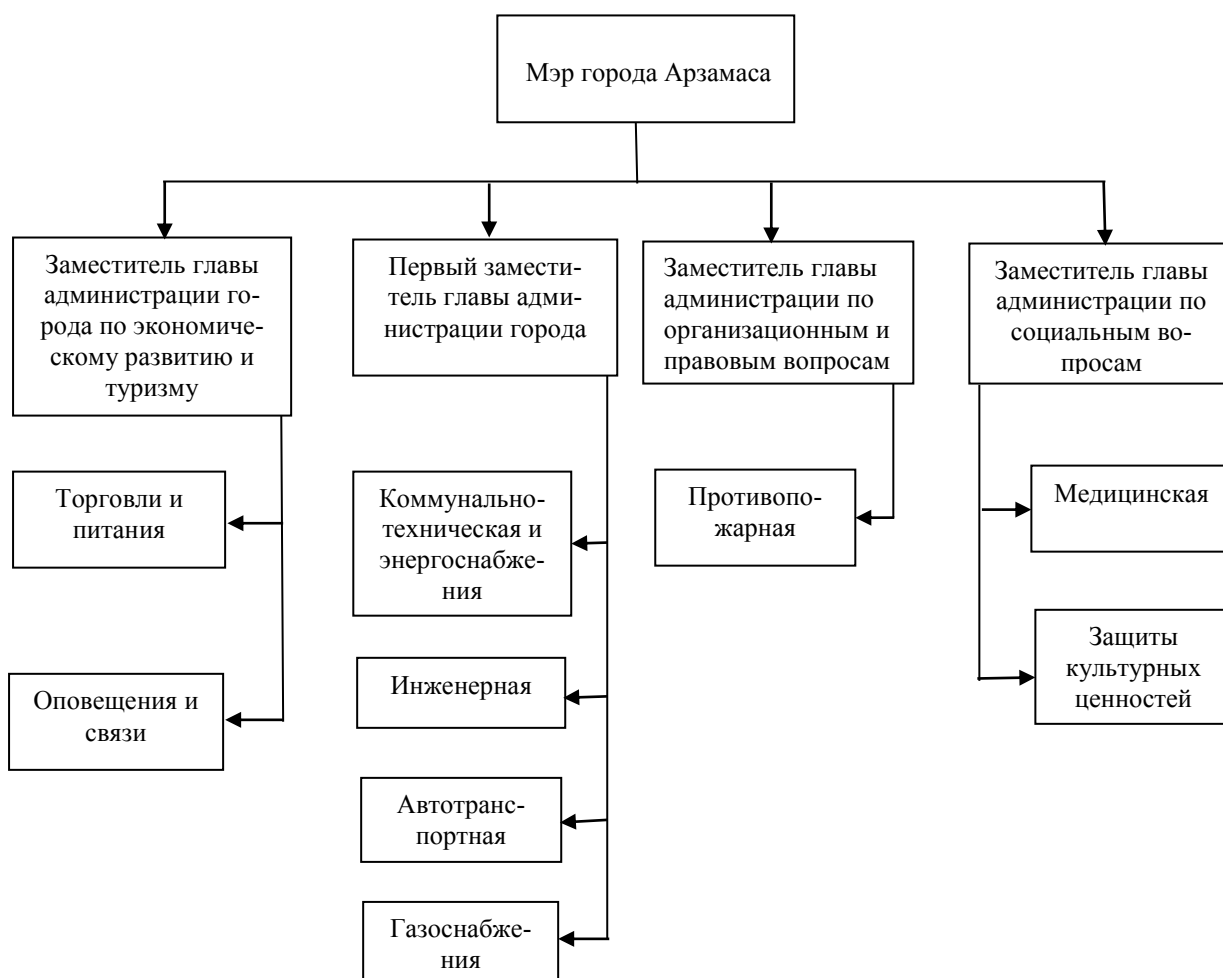 Мэр города Арзамаса
Заместитель главы
администрации го-
рода по экономиче-
скому развитию и
туризму
Первый замести-
тель главы адми-
нистрации города
Заместитель главы
администрации по
организационным и
правовым вопросам
Заместитель главы
администрации по
социальным во-
просам
Торговли и
питания
Оповещения и
связи
Коммунально-
техническая и
энергоснабже-
ния
Инженерная
Автотранс-
портная
Газоснабже-
ния
Противопо-
жарная
Медицинская
Защиты
культурных
ценностей